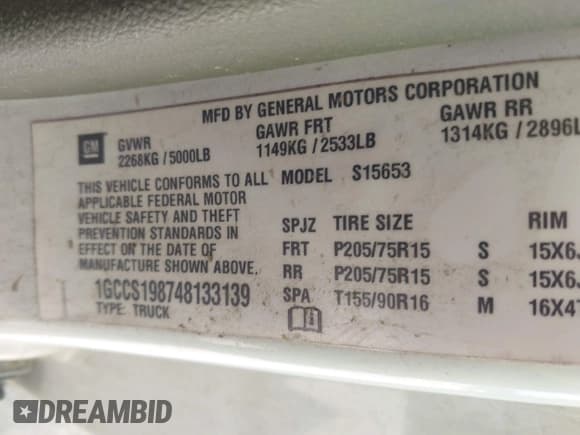 MFD BY GENERAL MOTORS CORPORATION
GM
GVWR GAWR FRT GAWR RR
2268KG / 5000LB 1149KG / 2533LB 1314KG / 2896L
THIS VEHICLE CONFORMS TO ALL MODEL S15653
APPLICABLE FEDERAL MOTOR
VEHICLE SAFETY AND THEFT
PREVENTION STANDARDS IN
EFFECT ON THE DATE OF
MANUFACTURE SHOWN ABOVE.
1GCCS198748133139
TYPE: TRUCK
SPJZ TIRE SIZE RIM
FRT P205/75R15 S 15X6J
RR P205/75R15 S 15X6J
SPA T155/90R16 M 16X4T
DREAMBID